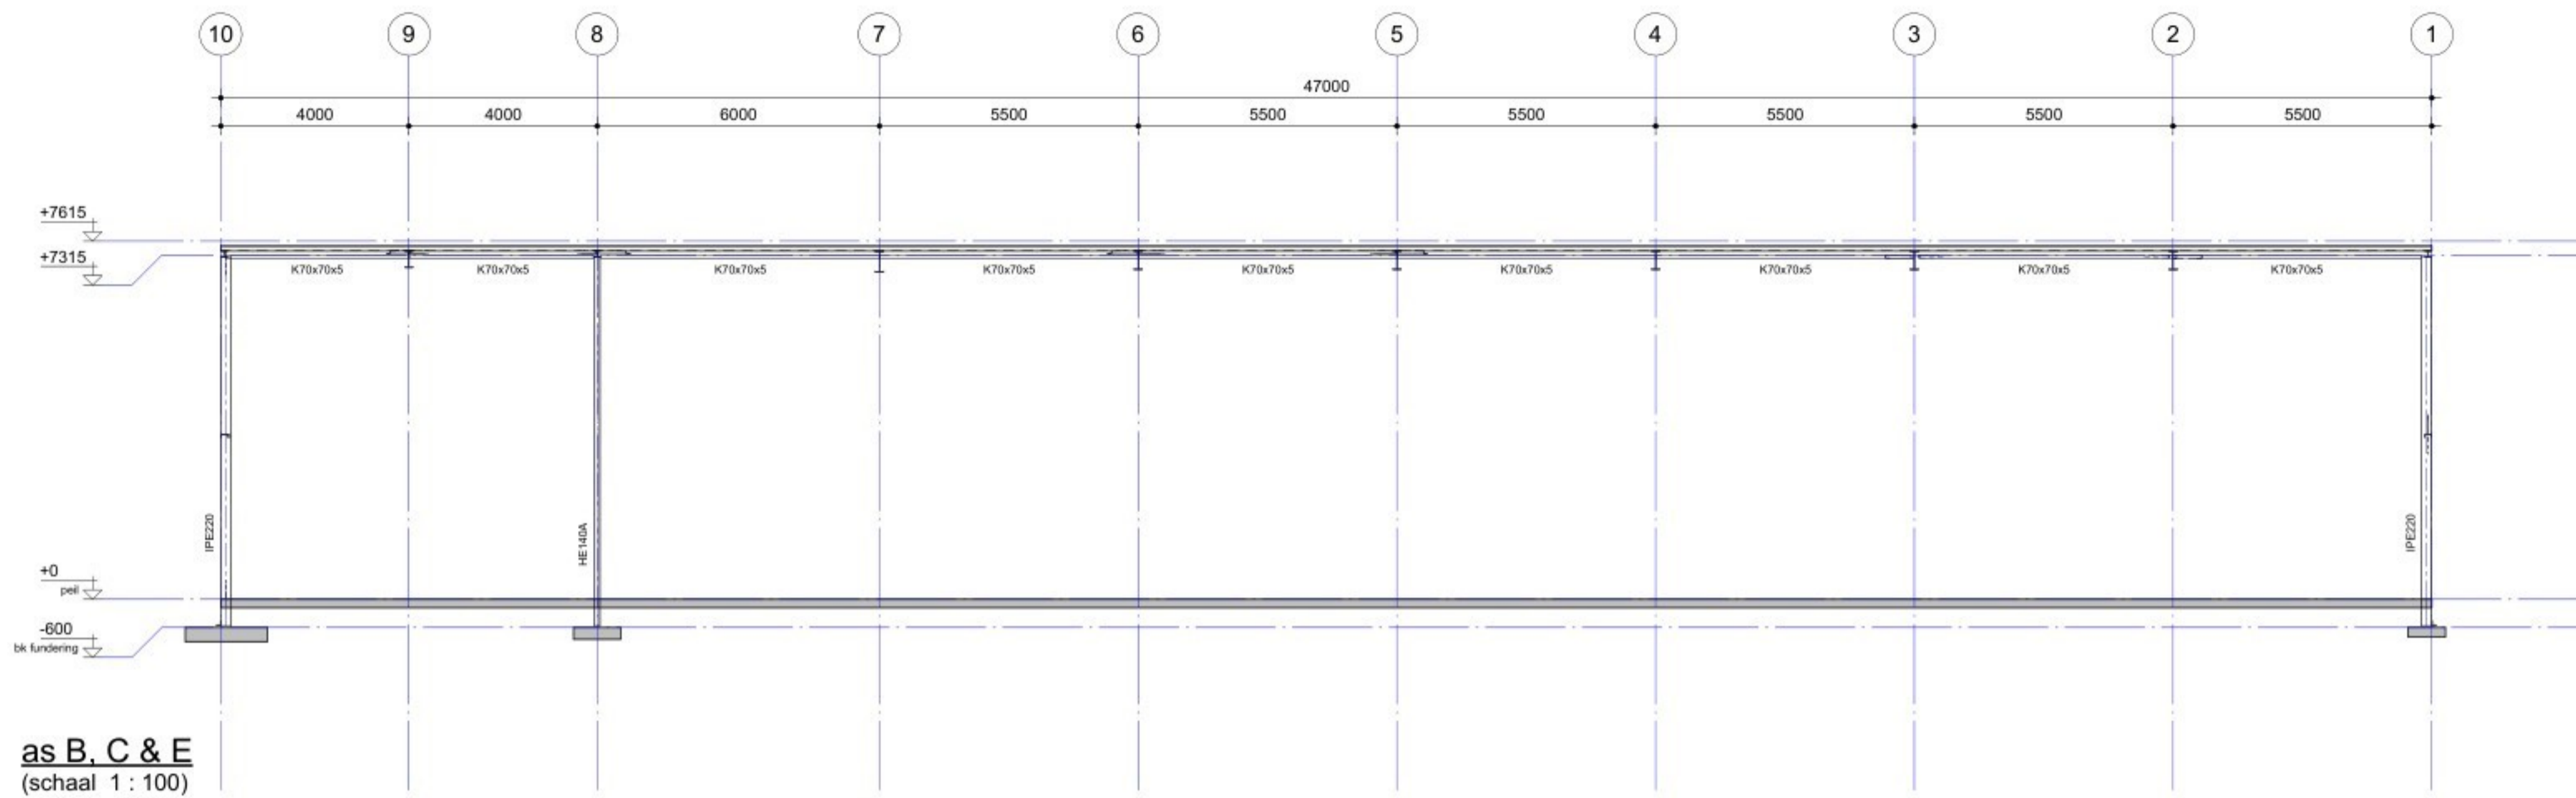 10 9 8 7 6 5 4 3 2 1
47000
4000 4000 6000 5500 5500 5500 5500 5500 5500
+7615
+7315
K70x70x5 K70x70x5 K70x70x5 K70x70x5 K70x70x5 K70x70x5 K70x70x5 K70x70x5 K70x70x5
IPE220
HE140A
IPE220
+0
peil
-600
bk fundering
as B, C & E
(schaal 1 : 100)